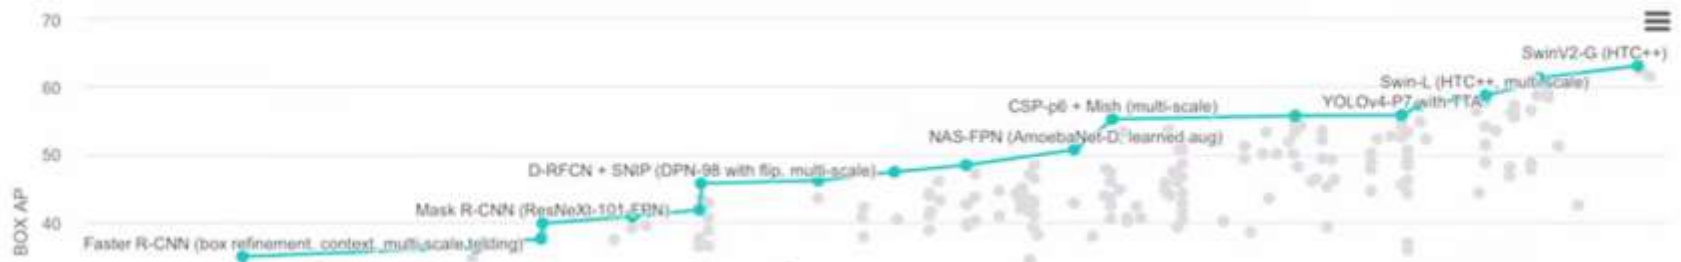 70
SwinV2-G (HTC++)
60
Swin-L (HTC++, multi scale)
YOLOv4-P7 with TTA
CSP-p6 + Mish (multi-scale)
NAS-FPN (AmoebaNet-D, learned aug)
50
D-RFCN + SNIP (DPN-98 with flip, multi-scale)
Mask R-CNN (ResNeXt-101-FPN)
BOX AP
40
Faster R-CNN (box refinement, context, multi-scale testing)